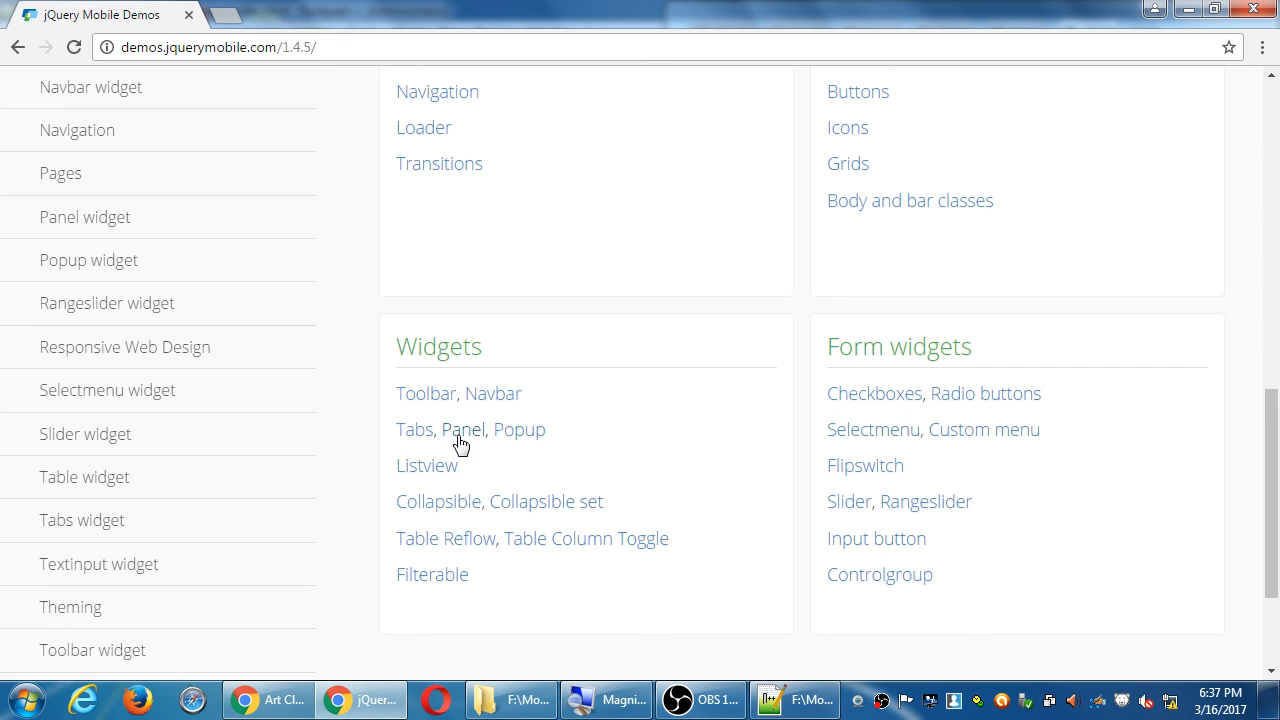 jQuery Mobile Demos
demos.jquerymobile.com/1.4.5/
Navbar widget
Navigation
Pages
Panel widget
Popup widget
Rangeslider widget
Responsive Web Design
Selectmenu widget
Slider widget
Table widget
Tabs widget
Textinput widget
Theming
Toolbar widget
Navigation
Loader
Transitions
Buttons
Icons
Grids
Body and bar classes
Widgets
Toolbar, Navbar
Tabs, Panel, Popup
Listview
Collapsible, Collapsible set
Table Reflow, Table Column Toggle
Filterable
Form widgets
Checkboxes, Radio buttons
Selectmenu, Custom menu
Flipswitch
Slider, Rangeslider
Input button
Controlgroup
Art Cl...
jQuer...
F:\Mo...
Magni...
OBS 1...
F:\Mo...
6:37 PM
3/16/2017